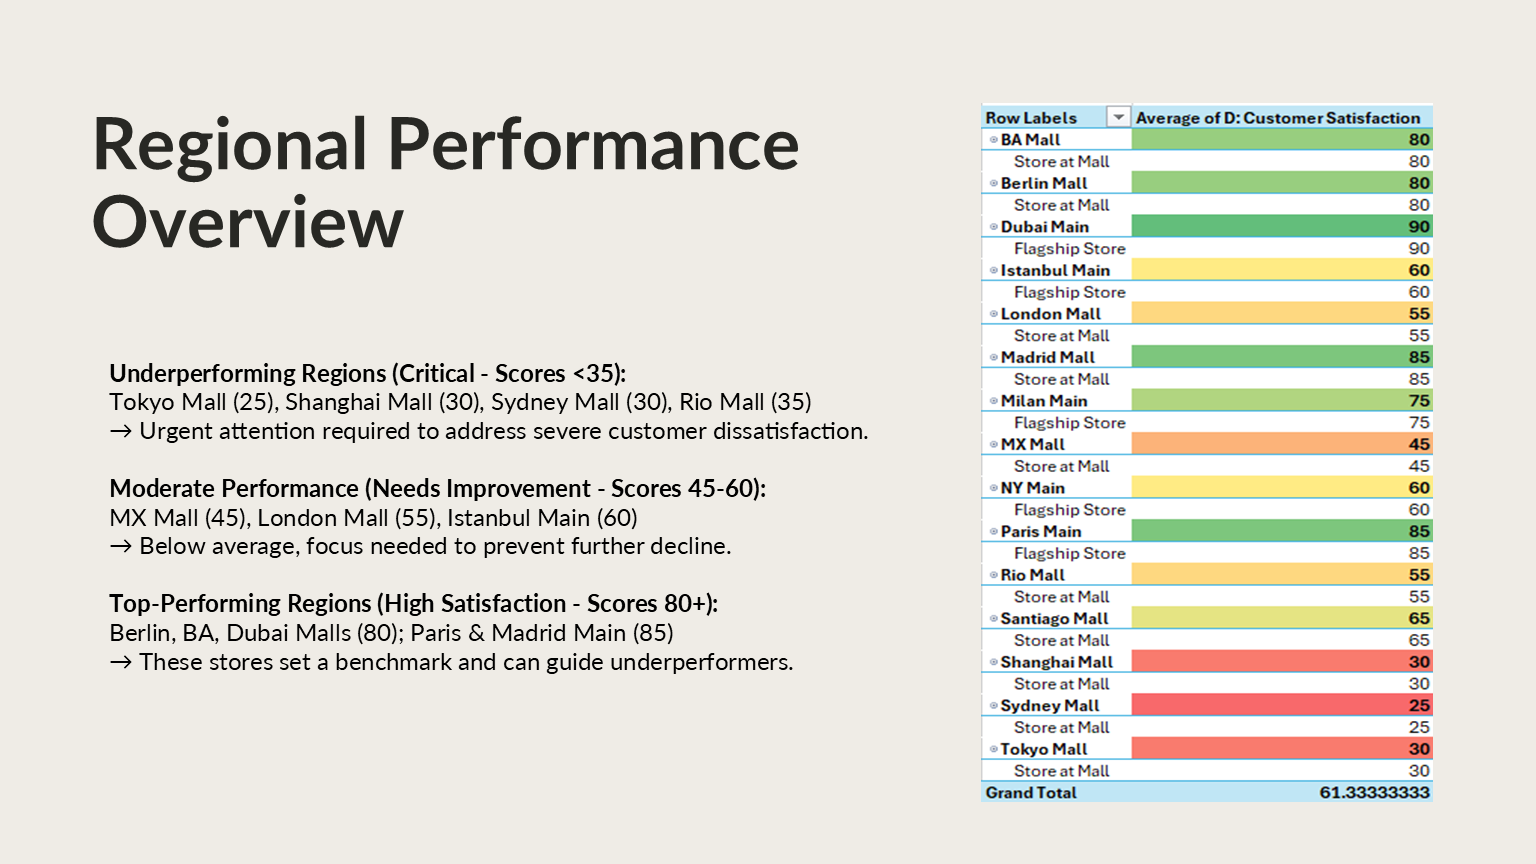 Regional Performance
Overview
Underperforming Regions (Critical - Scores <35):
Tokyo Mall (25), Shanghai Mall (30), Sydney Mall (30), Rio Mall (35)
→ Urgent attention required to address severe customer dissatisfaction.
Moderate Performance (Needs Improvement - Scores 45-60):
MX Mall (45), London Mall (55), Istanbul Main (60)
→ Below average, focus needed to prevent further decline.
Top-Performing Regions (High Satisfaction - Scores 80+):
Berlin, BA, Dubai Malls (80); Paris & Madrid Main (85)
→ These stores set a benchmark and can guide underperformers.
Row Labels Average of D: Customer Satisfaction
BA Mall 80
Store at Mall 80
Berlin Mall 80
Store at Mall 80
Dubai Main 90
Flagship Store 90
Istanbul Main 60
Flagship Store 60
London Mall 55
Store at Mall 55
Madrid Mall 85
Store at Mall 85
Milan Main 75
Flagship Store 75
MX Mall 45
Store at Mall 45
NY Main 60
Flagship Store 60
Paris Main 85
Flagship Store 85
Rio Mall 55
Store at Mall 55
Santiago Mall 65
Store at Mall 65
Shanghai Mall 30
Store at Mall 30
Sydney Mall 25
Store at Mall 25
Tokyo Mall 30
Store at Mall 30
Grand Total 61.33333333